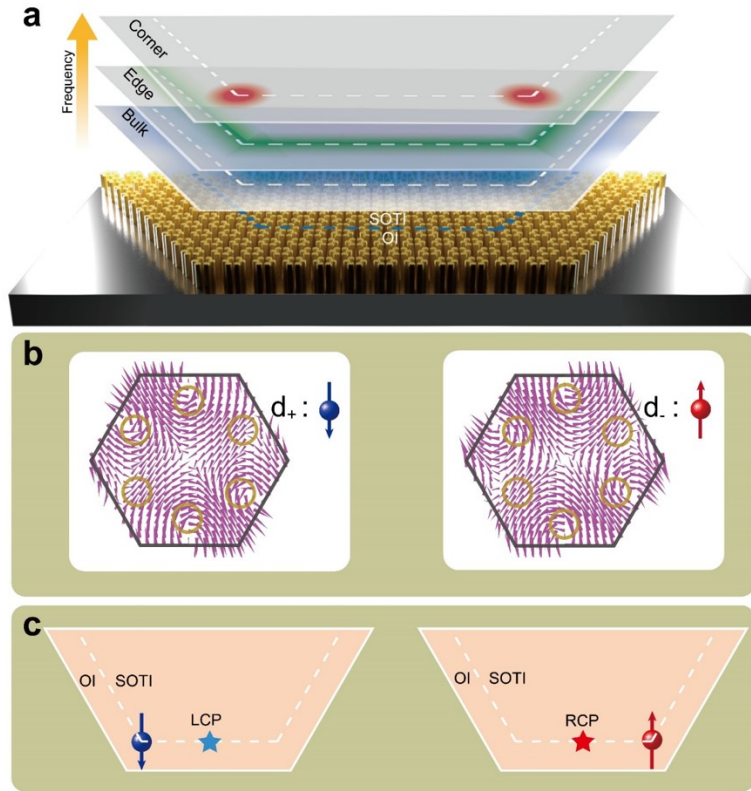 a
Corner
Edge
Bulk
Frequency
SOTI
OI
b
d₊ :
d₋ :
c
OI SOTI
LCP
OI SOTI
RCP